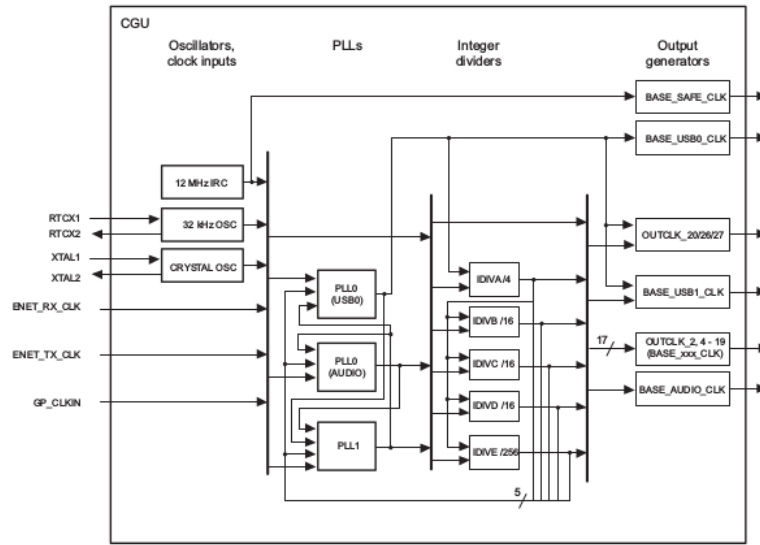 CGU
Oscillators,
clock inputs
PLLs
Integer
dividers
Output
generators
BASE_SAFE_CLK
BASE_USB0_CLK
12 MHz IRC
RTCX1
RTCX2
32 kHz OSC
OUTCLK_20/26/27
XTAL1
XTAL2
CRYSTAL OSC
PLL0
(USB0)
IDIVA/4
BASE_USB1_CLK
ENET_RX_CLK
IDIVB /16
17
OUTCLK_2, 4 - 19
(BASE_xxx_CLK)
ENET_TX_CLK
PLL0
(AUDIO)
IDIVC /16
BASE_AUDIO_CLK
GP_CLKIN
IDIVD /16
PLL1
IDIVE /256
5